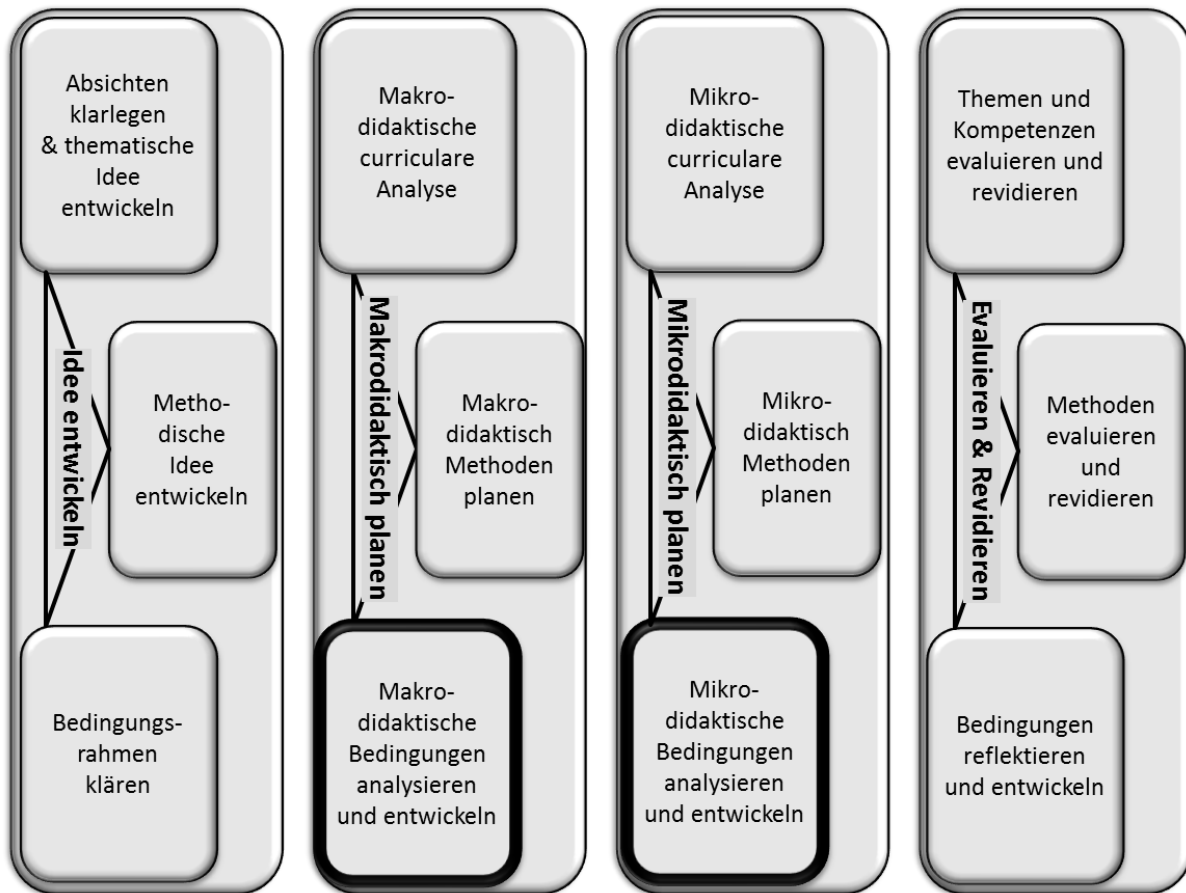 Absichten
klarlegen
& thematische
Idee
entwickeln
Idee entwickeln
Metho-
dische
Idee
entwickeln
Bedingungs-
rahmen
klären
Makro-
didaktische
curriculare
Analyse
Makrodidaktisch planen
Makro-
didaktisch
Methoden
planen
Makro-
didaktische
Bedingungen
analysieren
und entwickeln
Mikro-
didaktische
curriculare
Analyse
Mikrodidaktisch planen
Mikro-
didaktisch
Methoden
planen
Mikro-
didaktische
Bedingungen
analysieren
und entwickeln
Themen und
Kompetenzen
evaluieren und
revidieren
Evaluieren & Revidieren
Methoden
evaluieren
und
revidieren
Bedingungen
reflektieren
und entwickeln